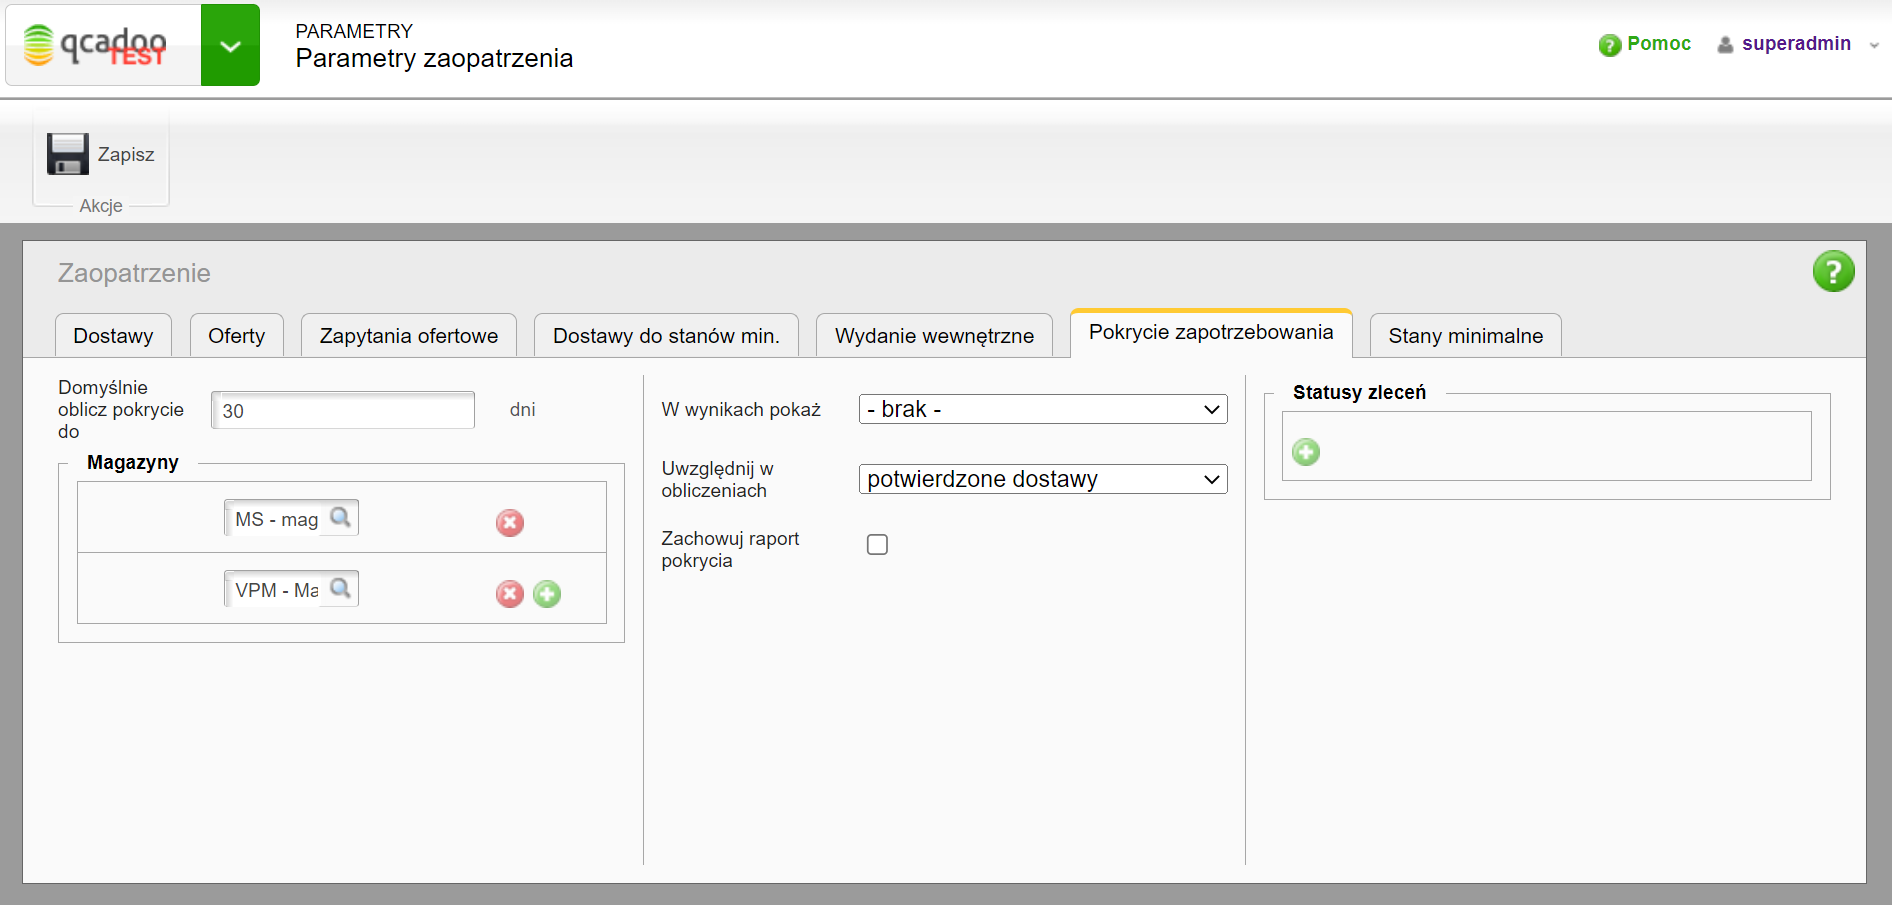 qcadoo
TEST
PARAMETRY
Parametry zaopatrzenia
Pomoc
superadmin
Zapisz
Akcje
Zaopatrzenie
Dostawy
Oferty
Zapytania ofertowe
Dostawy do stanów min.
Wydanie wewnętrzne
Pokrycie zapotrzebowania
Stany minimalne
Domyślnie
oblicz pokrycie
do
30
dni
Magazyny
MS - mag
VPM - Ma
W wynikach pokaż
- brak -
Uwzględnij w
obliczeniach
potwierdzone dostawy
Zachowuj raport
pokrycia
Statusy zleceń